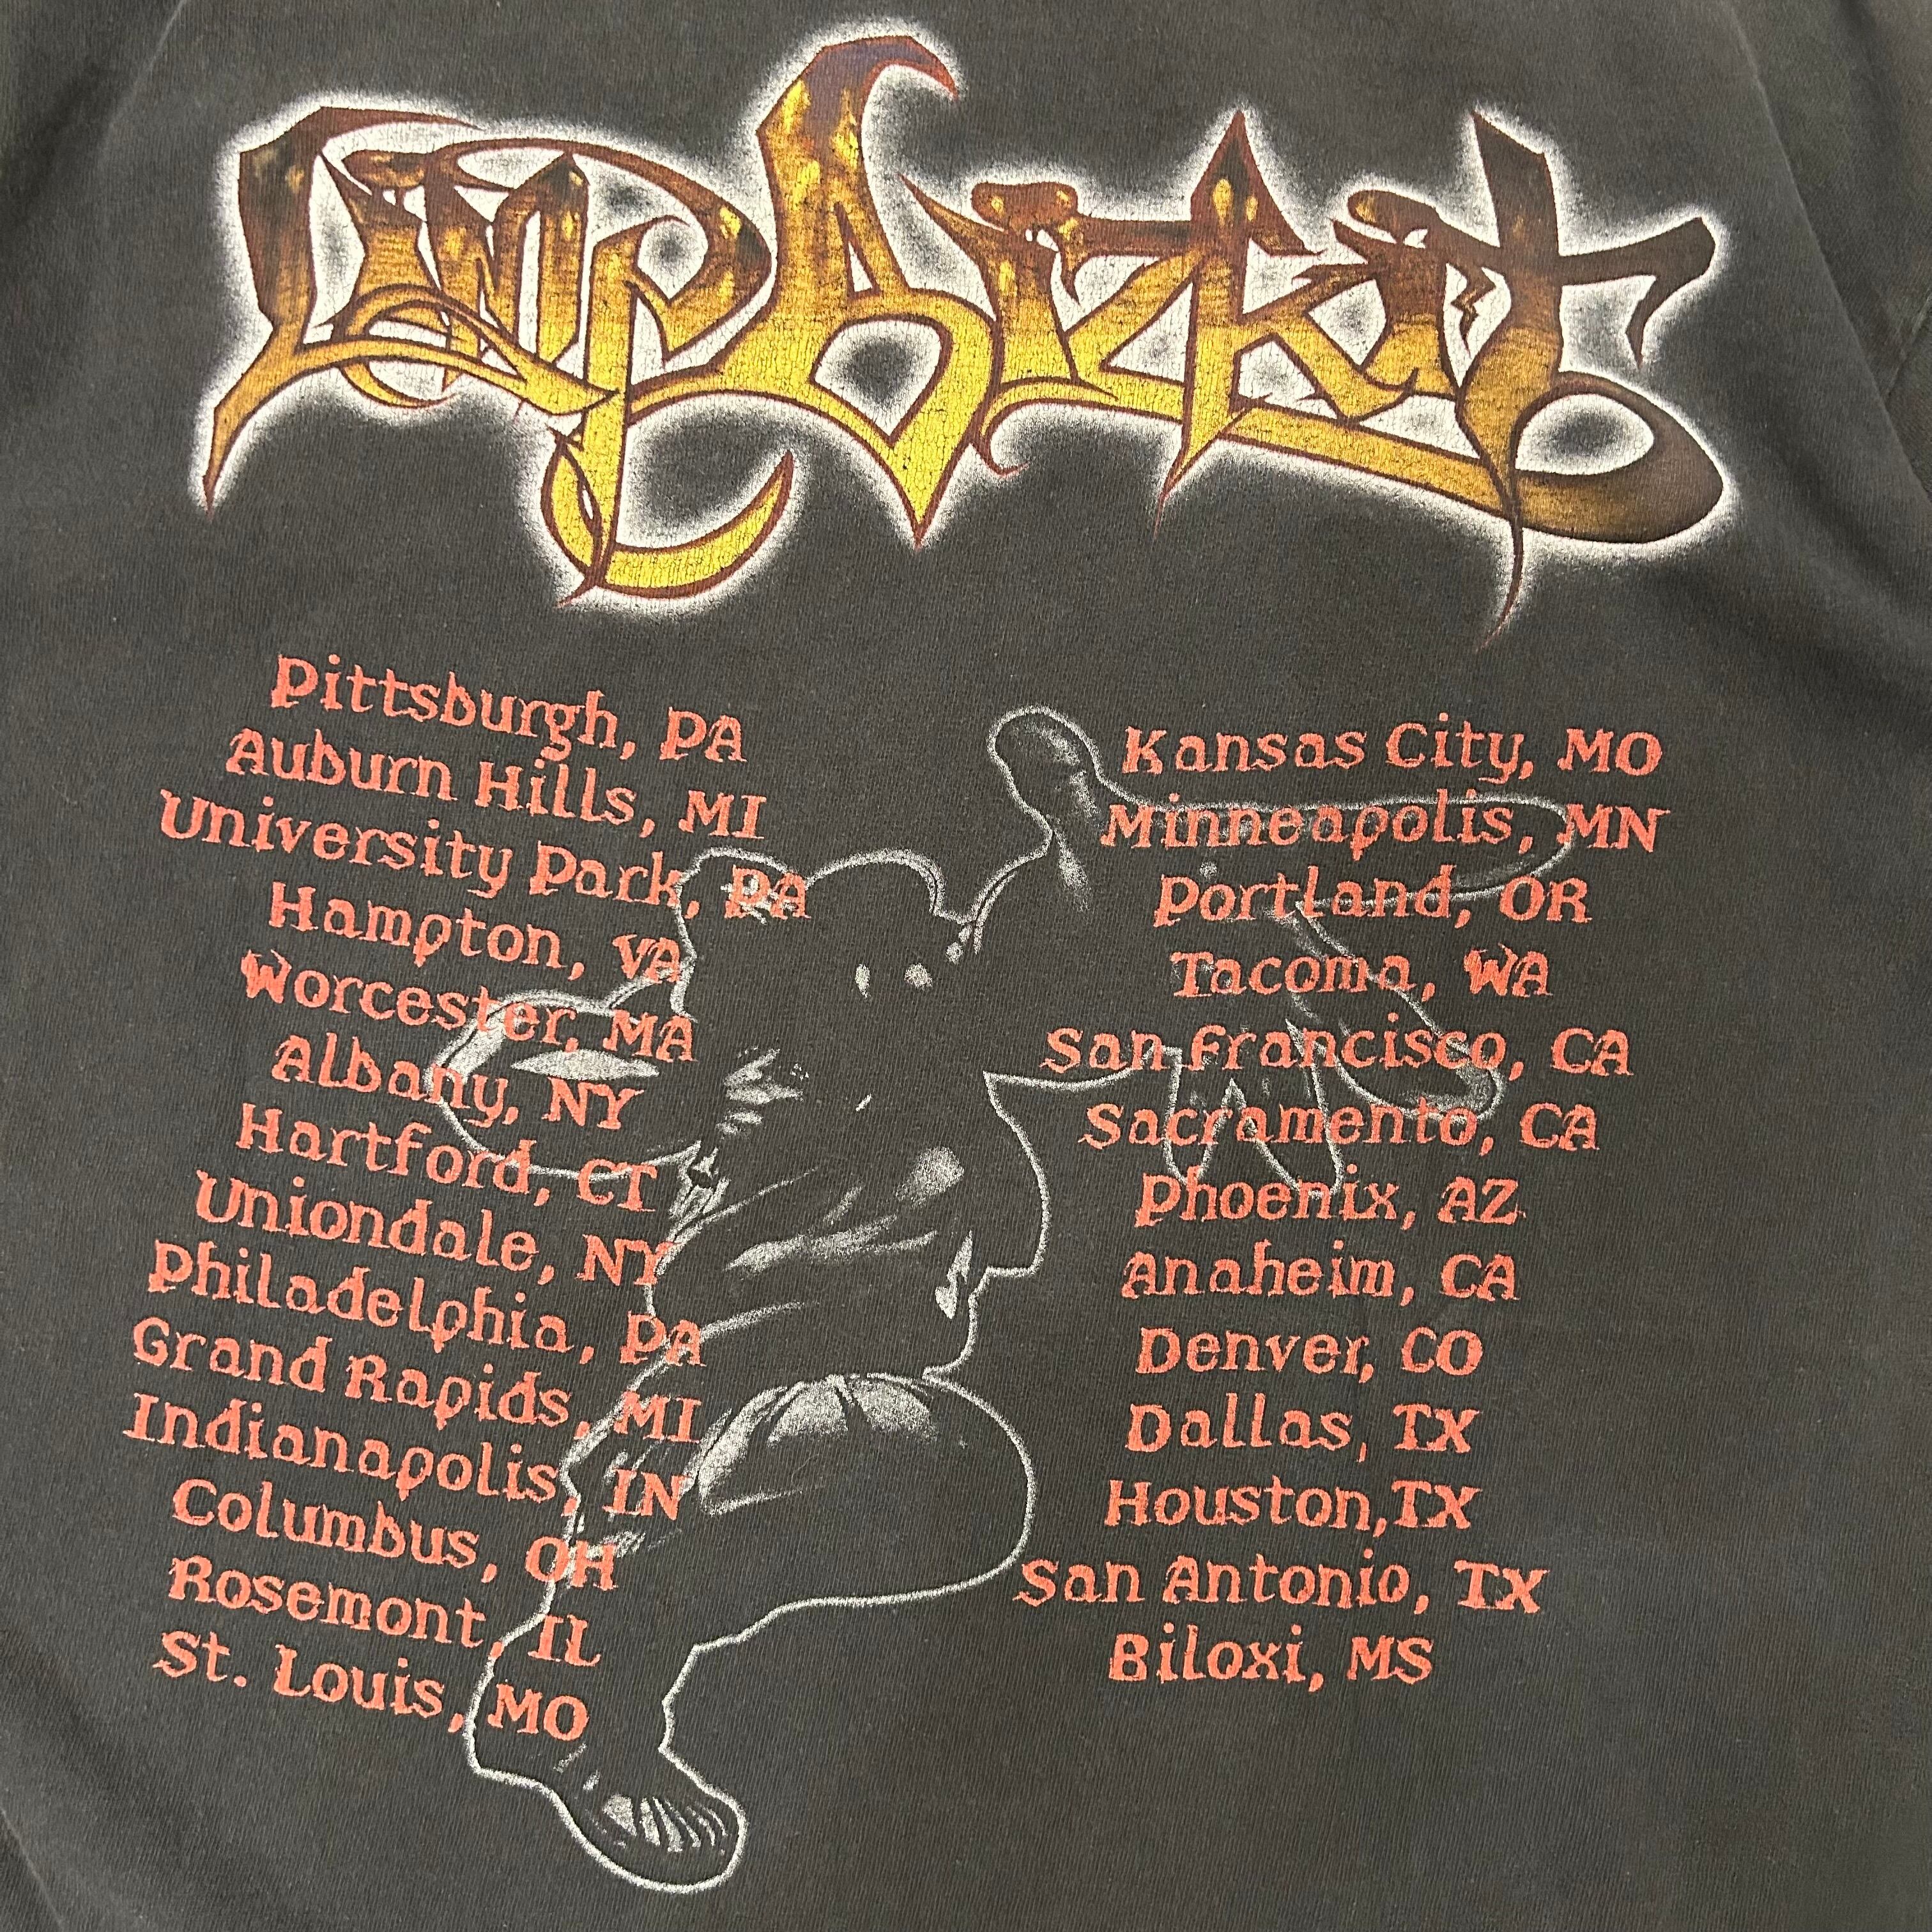 LimpBizkit
Pittsburgh, PA
Auburn Hills, MI
University Park, PA
Hampton, VA
Worcester, MA
Albany, NY
Hartford, CT
Uniondale, NY
Philadelphia, PA
Grand Rapids, MI
Indianapolis, IN
Columbus, OH
Rosemont, IL
St. Louis, MO
Kansas City, MO
Minneapolis, MN
Portland, OR
Tacoma, WA
San Francisco, CA
Sacramento, CA
Phoenix, AZ
Anaheim, CA
Denver, CO
Dallas, TX
Houston,TX
San Antonio, TX
Biloxi, MS